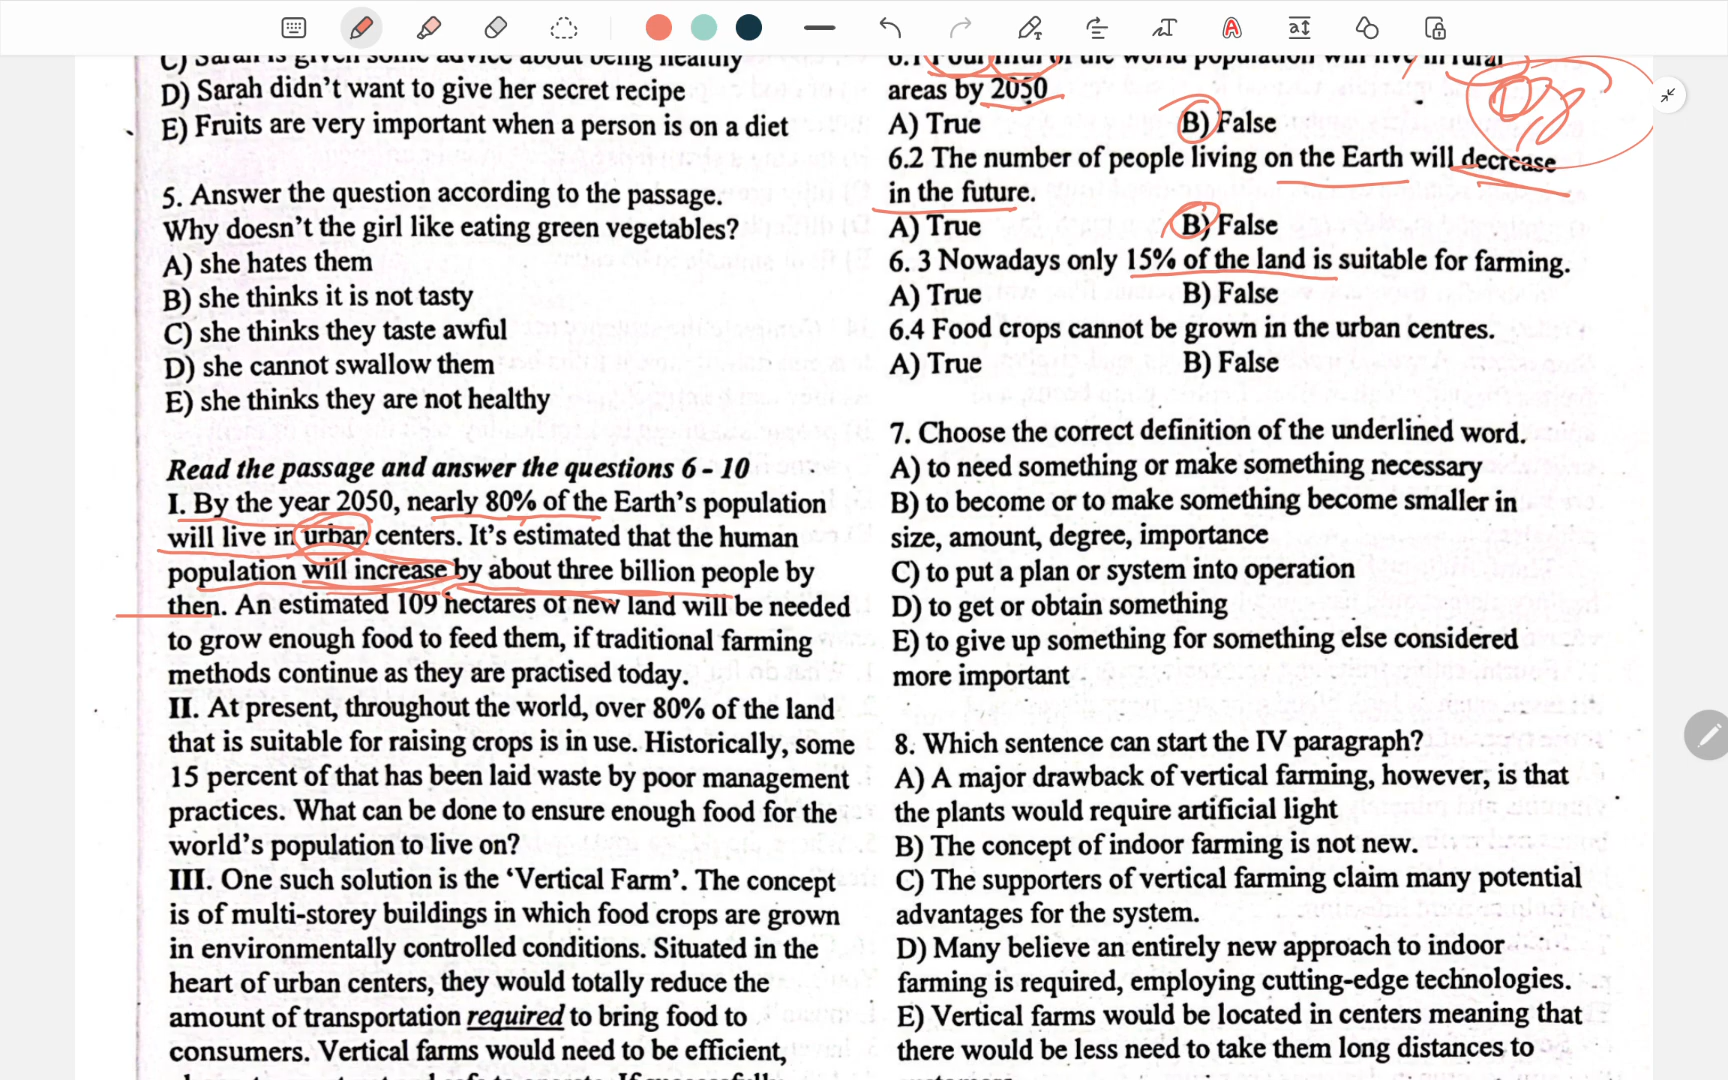 C) Sarah is given some advice about being healthy
D) Sarah didn't want to give her secret recipe
E) Fruits are very important when a person is on a diet
5. Answer the question according to the passage.
Why doesn't the girl like eating green vegetables?
A) she hates them
B) she thinks it is not tasty
C) she thinks they taste awful
D) she cannot swallow them
E) she thinks they are not healthy
Read the passage and answer the questions 6 - 10
I. By the year 2050, nearly 80% of the Earth's population
will live in urban centers. It's estimated that the human
population will increase by about three billion people by
then. An estimated 109 hectares of new land will be needed
to grow enough food to feed them, if traditional farming
methods continue as they are practised today.
II. At present, throughout the world, over 80% of the land
that is suitable for raising crops is in use. Historically, some
15 percent of that has been laid waste by poor management
practices. What can be done to ensure enough food for the
world's population to live on?
III. One such solution is the 'Vertical Farm'. The concept
is of multi-storey buildings in which food crops are grown
in environmentally controlled conditions. Situated in the
heart of urban centers, they would totally reduce the
amount of transportation required to bring food to
consumers. Vertical farms would need to be efficient,
6.1 Four of the world population will live in rural
areas by 2050
A) True B) False
6.2 The number of people living on the Earth will decrease
in the future.
A) True B) False
6. 3 Nowadays only 15% of the land is suitable for farming.
A) True B) False
6.4 Food crops cannot be grown in the urban centres.
A) True B) False
7. Choose the correct definition of the underlined word.
A) to need something or make something necessary
B) to become or to make something become smaller in
size, amount, degree, importance
C) to put a plan or system into operation
D) to get or obtain something
E) to give up something for something else considered
more important
8. Which sentence can start the IV paragraph?
A) A major drawback of vertical farming, however, is that
the plants would require artificial light
B) The concept of indoor farming is not new.
C) The supporters of vertical farming claim many potential
advantages for the system.
D) Many believe an entirely new approach to indoor
farming is required, employing cutting-edge technologies.
E) Vertical farms would be located in centers meaning that
there would be less need to take them long distances to